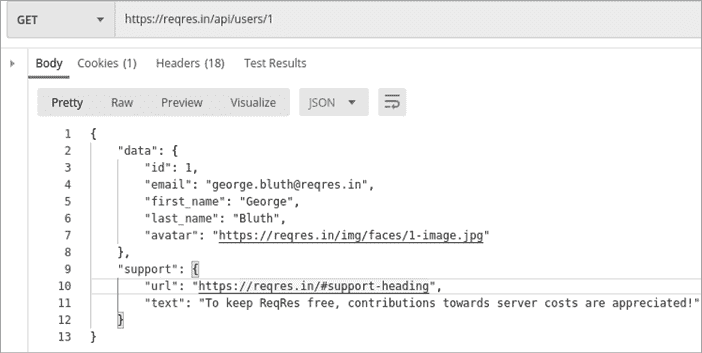 GET https://reqres.in/api/users/1
Body Cookies (1) Headers (18) Test Results
Pretty Raw Preview Visualize JSON
1 {
2 "data": {
3 "id": 1,
4 "email": "george.bluth@reqres.in",
5 "first_name": "George",
6 "last_name": "Bluth",
7 "avatar": "https://reqres.in/img/faces/1-image.jpg"
8 },
9 "support": {
10 "url": "https://reqres.in/#support-heading",
11 "text": "To keep ReqRes free, contributions towards server costs are appreciated!"
12 }
13 }